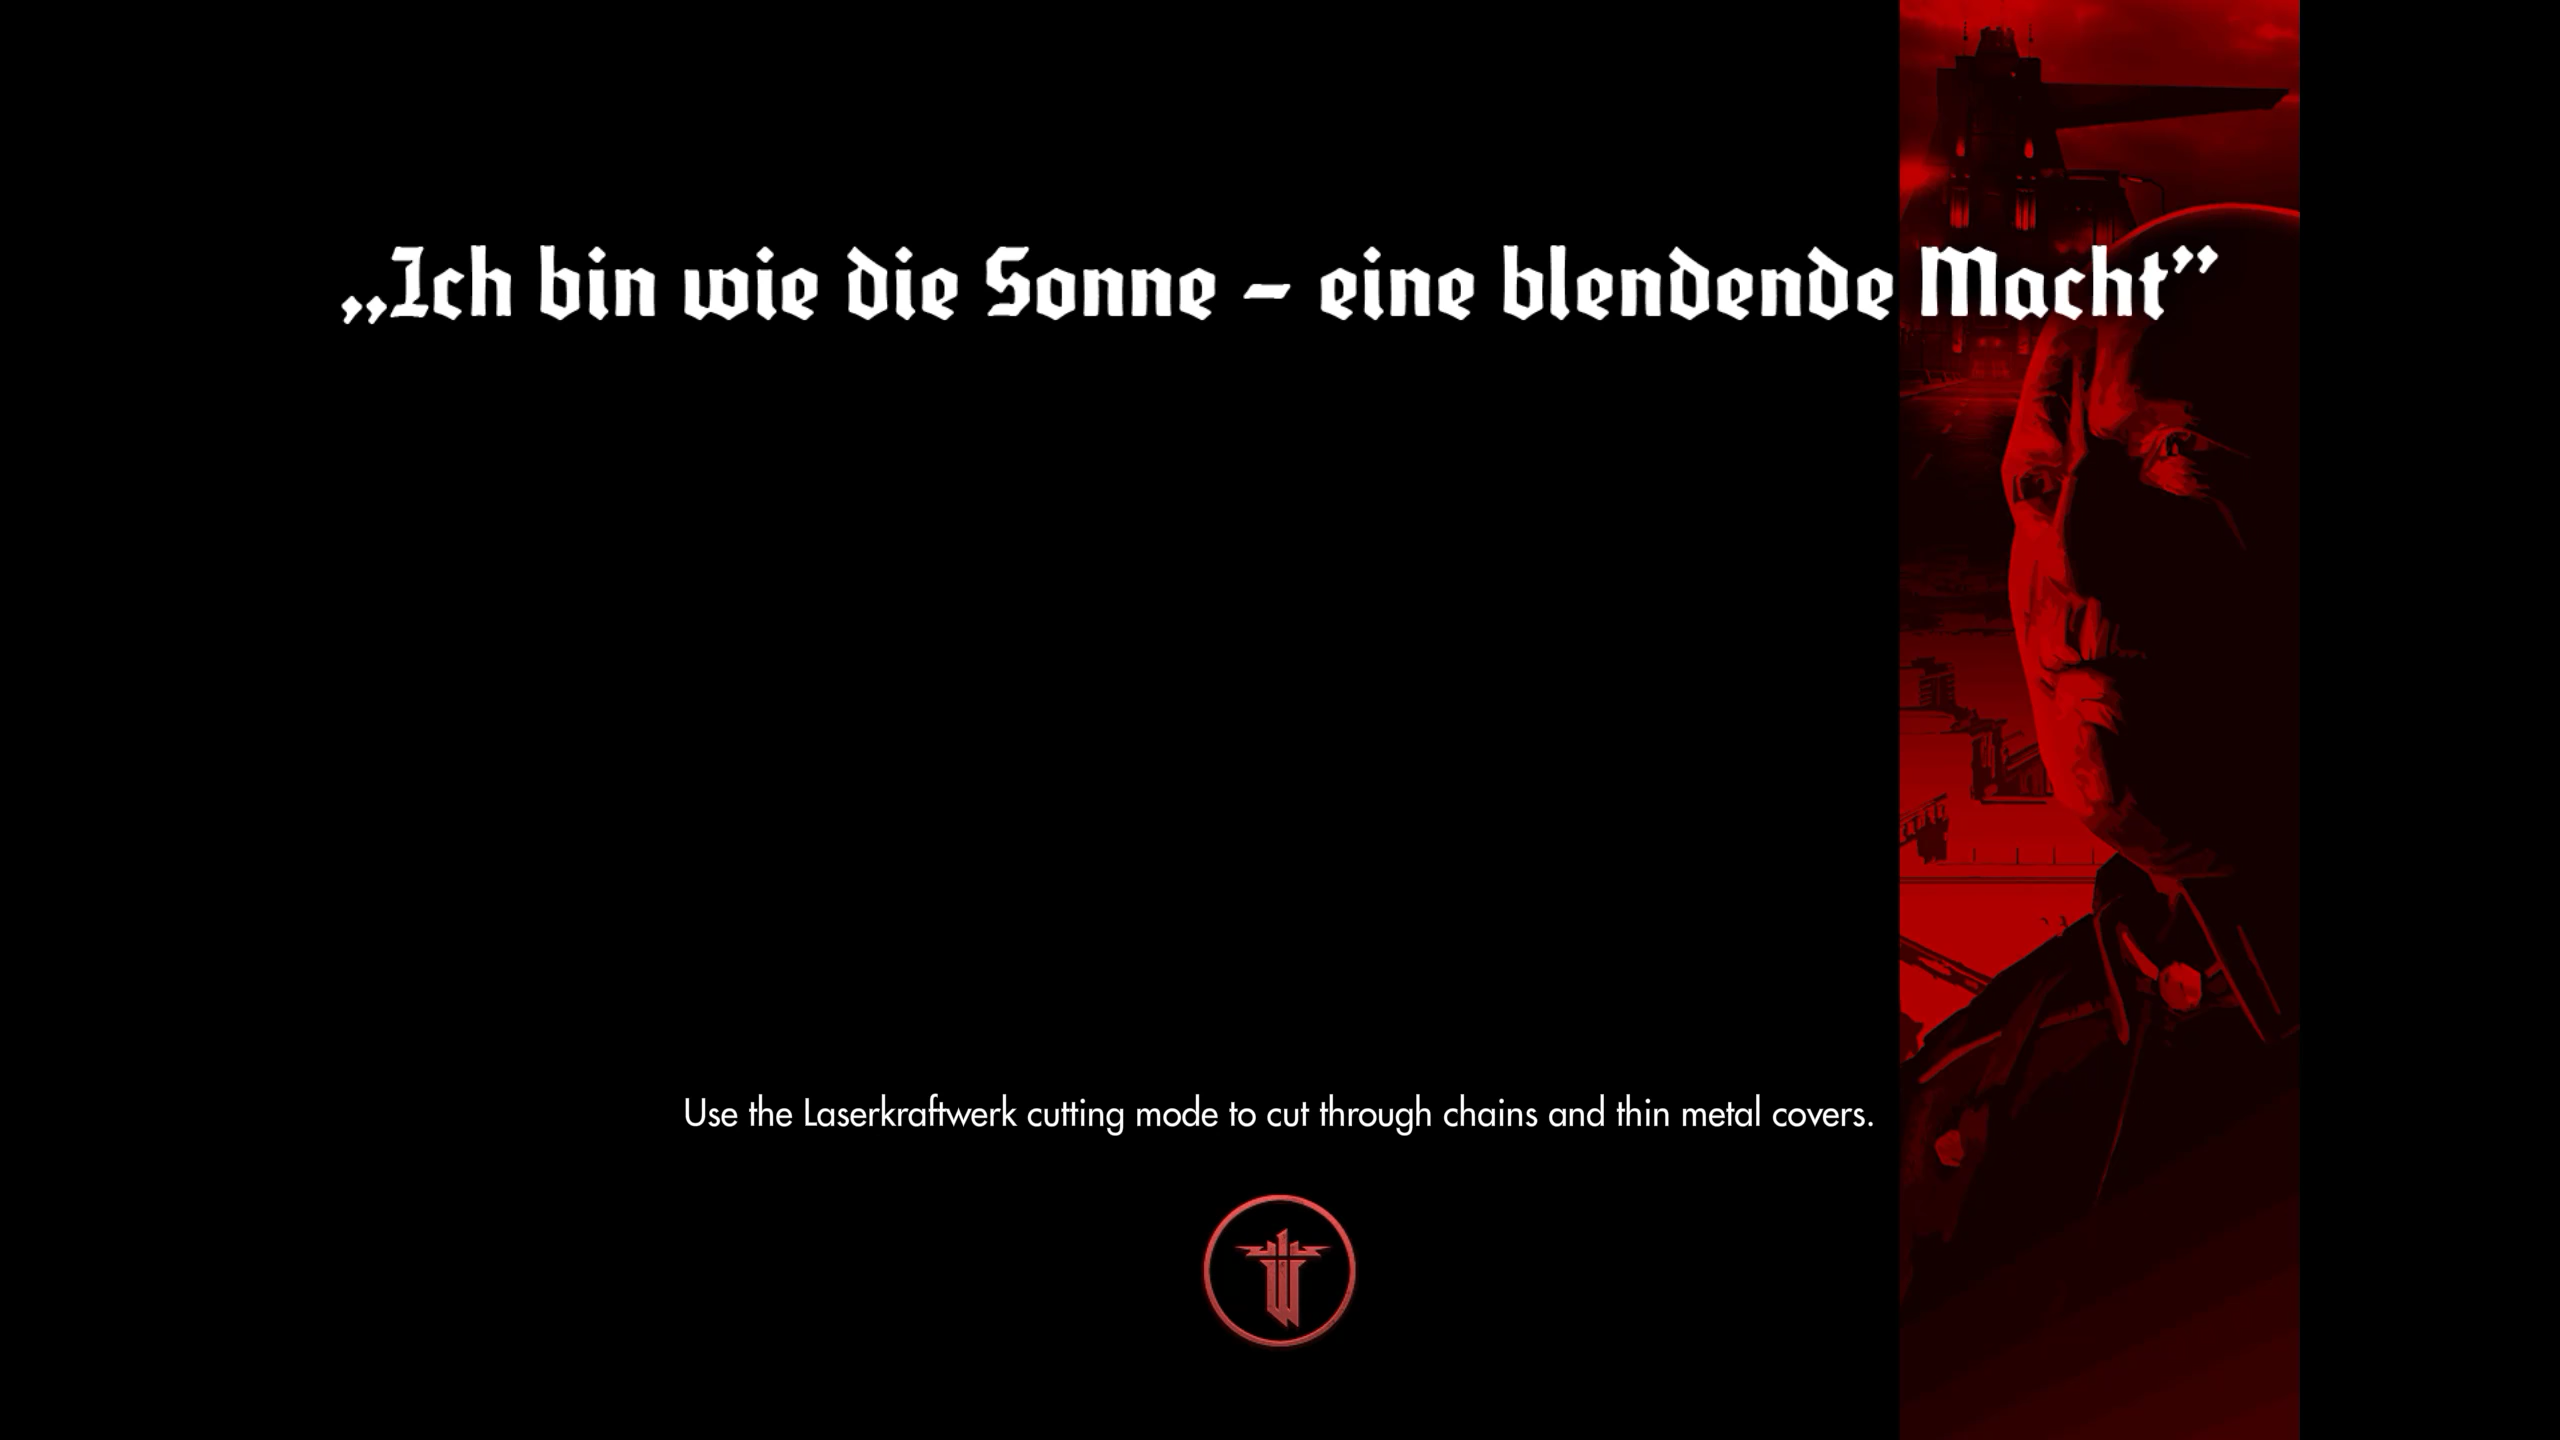 „Ich bin wie die Sonne – eine blendende Macht”
Use the Laserkraftwerk cutting mode to cut through chains and thin metal covers.